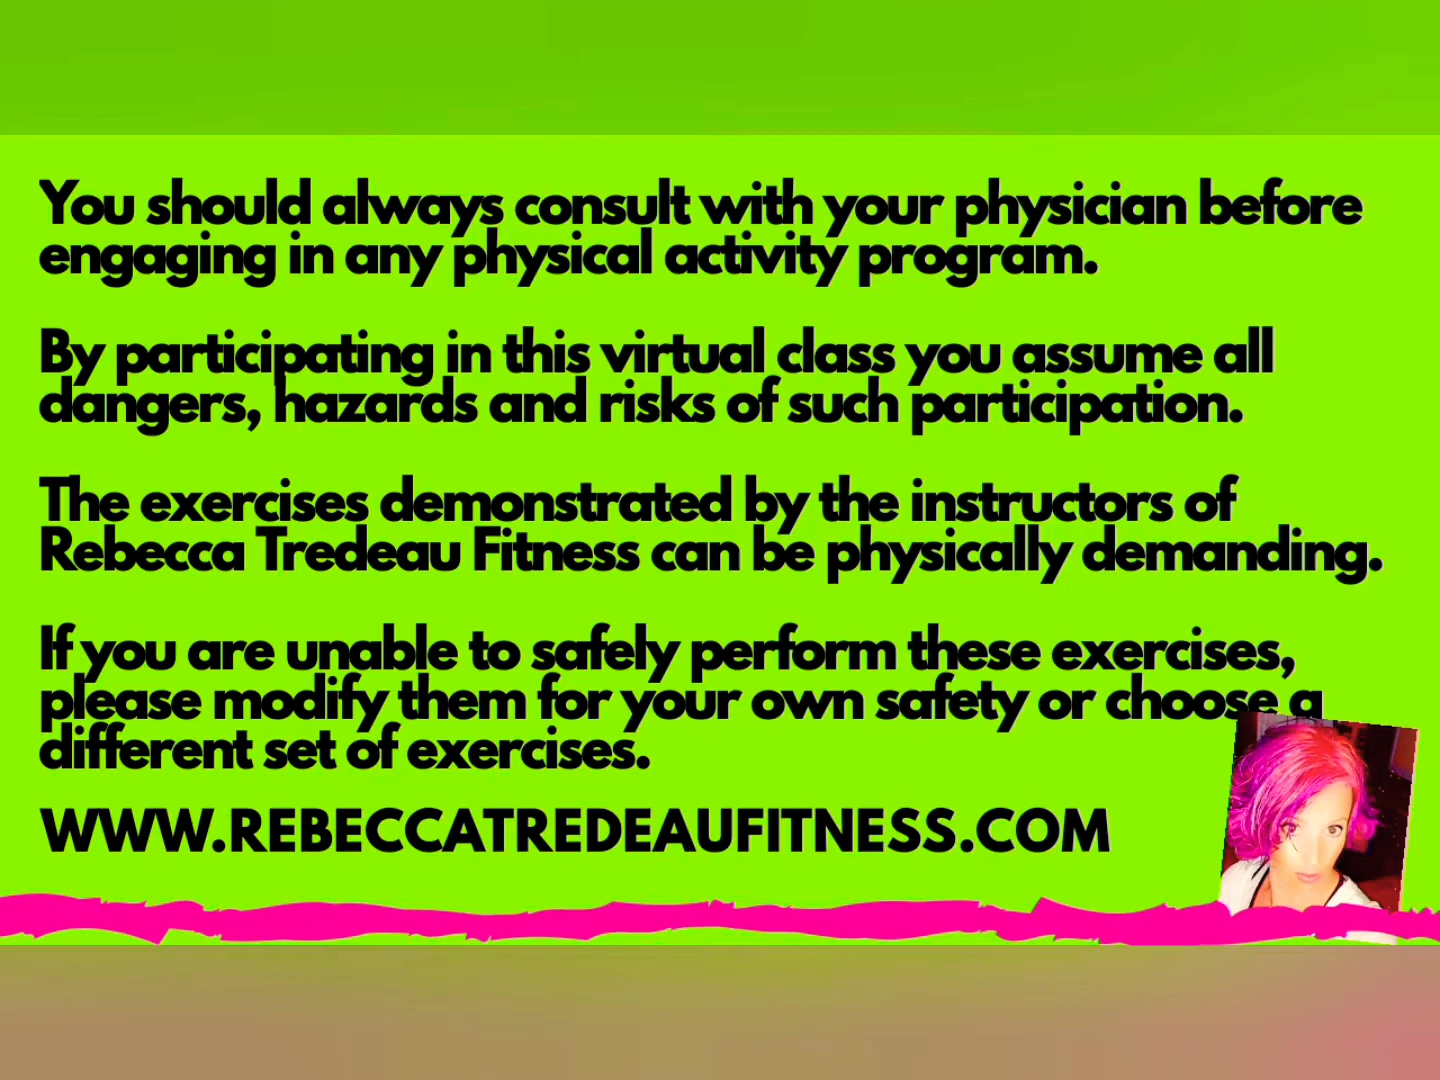 You should always consult with your physician before
engaging in any physical activity program.
By participating in this virtual class you assume all
dangers, hazards and risks of such participation.
The exercises demonstrated by the instructors of
Rebecca Tredeau Fitness can be physically demanding.
If you are unable to safely perform these exercises,
please modify them for your own safety or choose a
different set of exercises.
WWW.REBECCATREDEAUFITNESS.COM